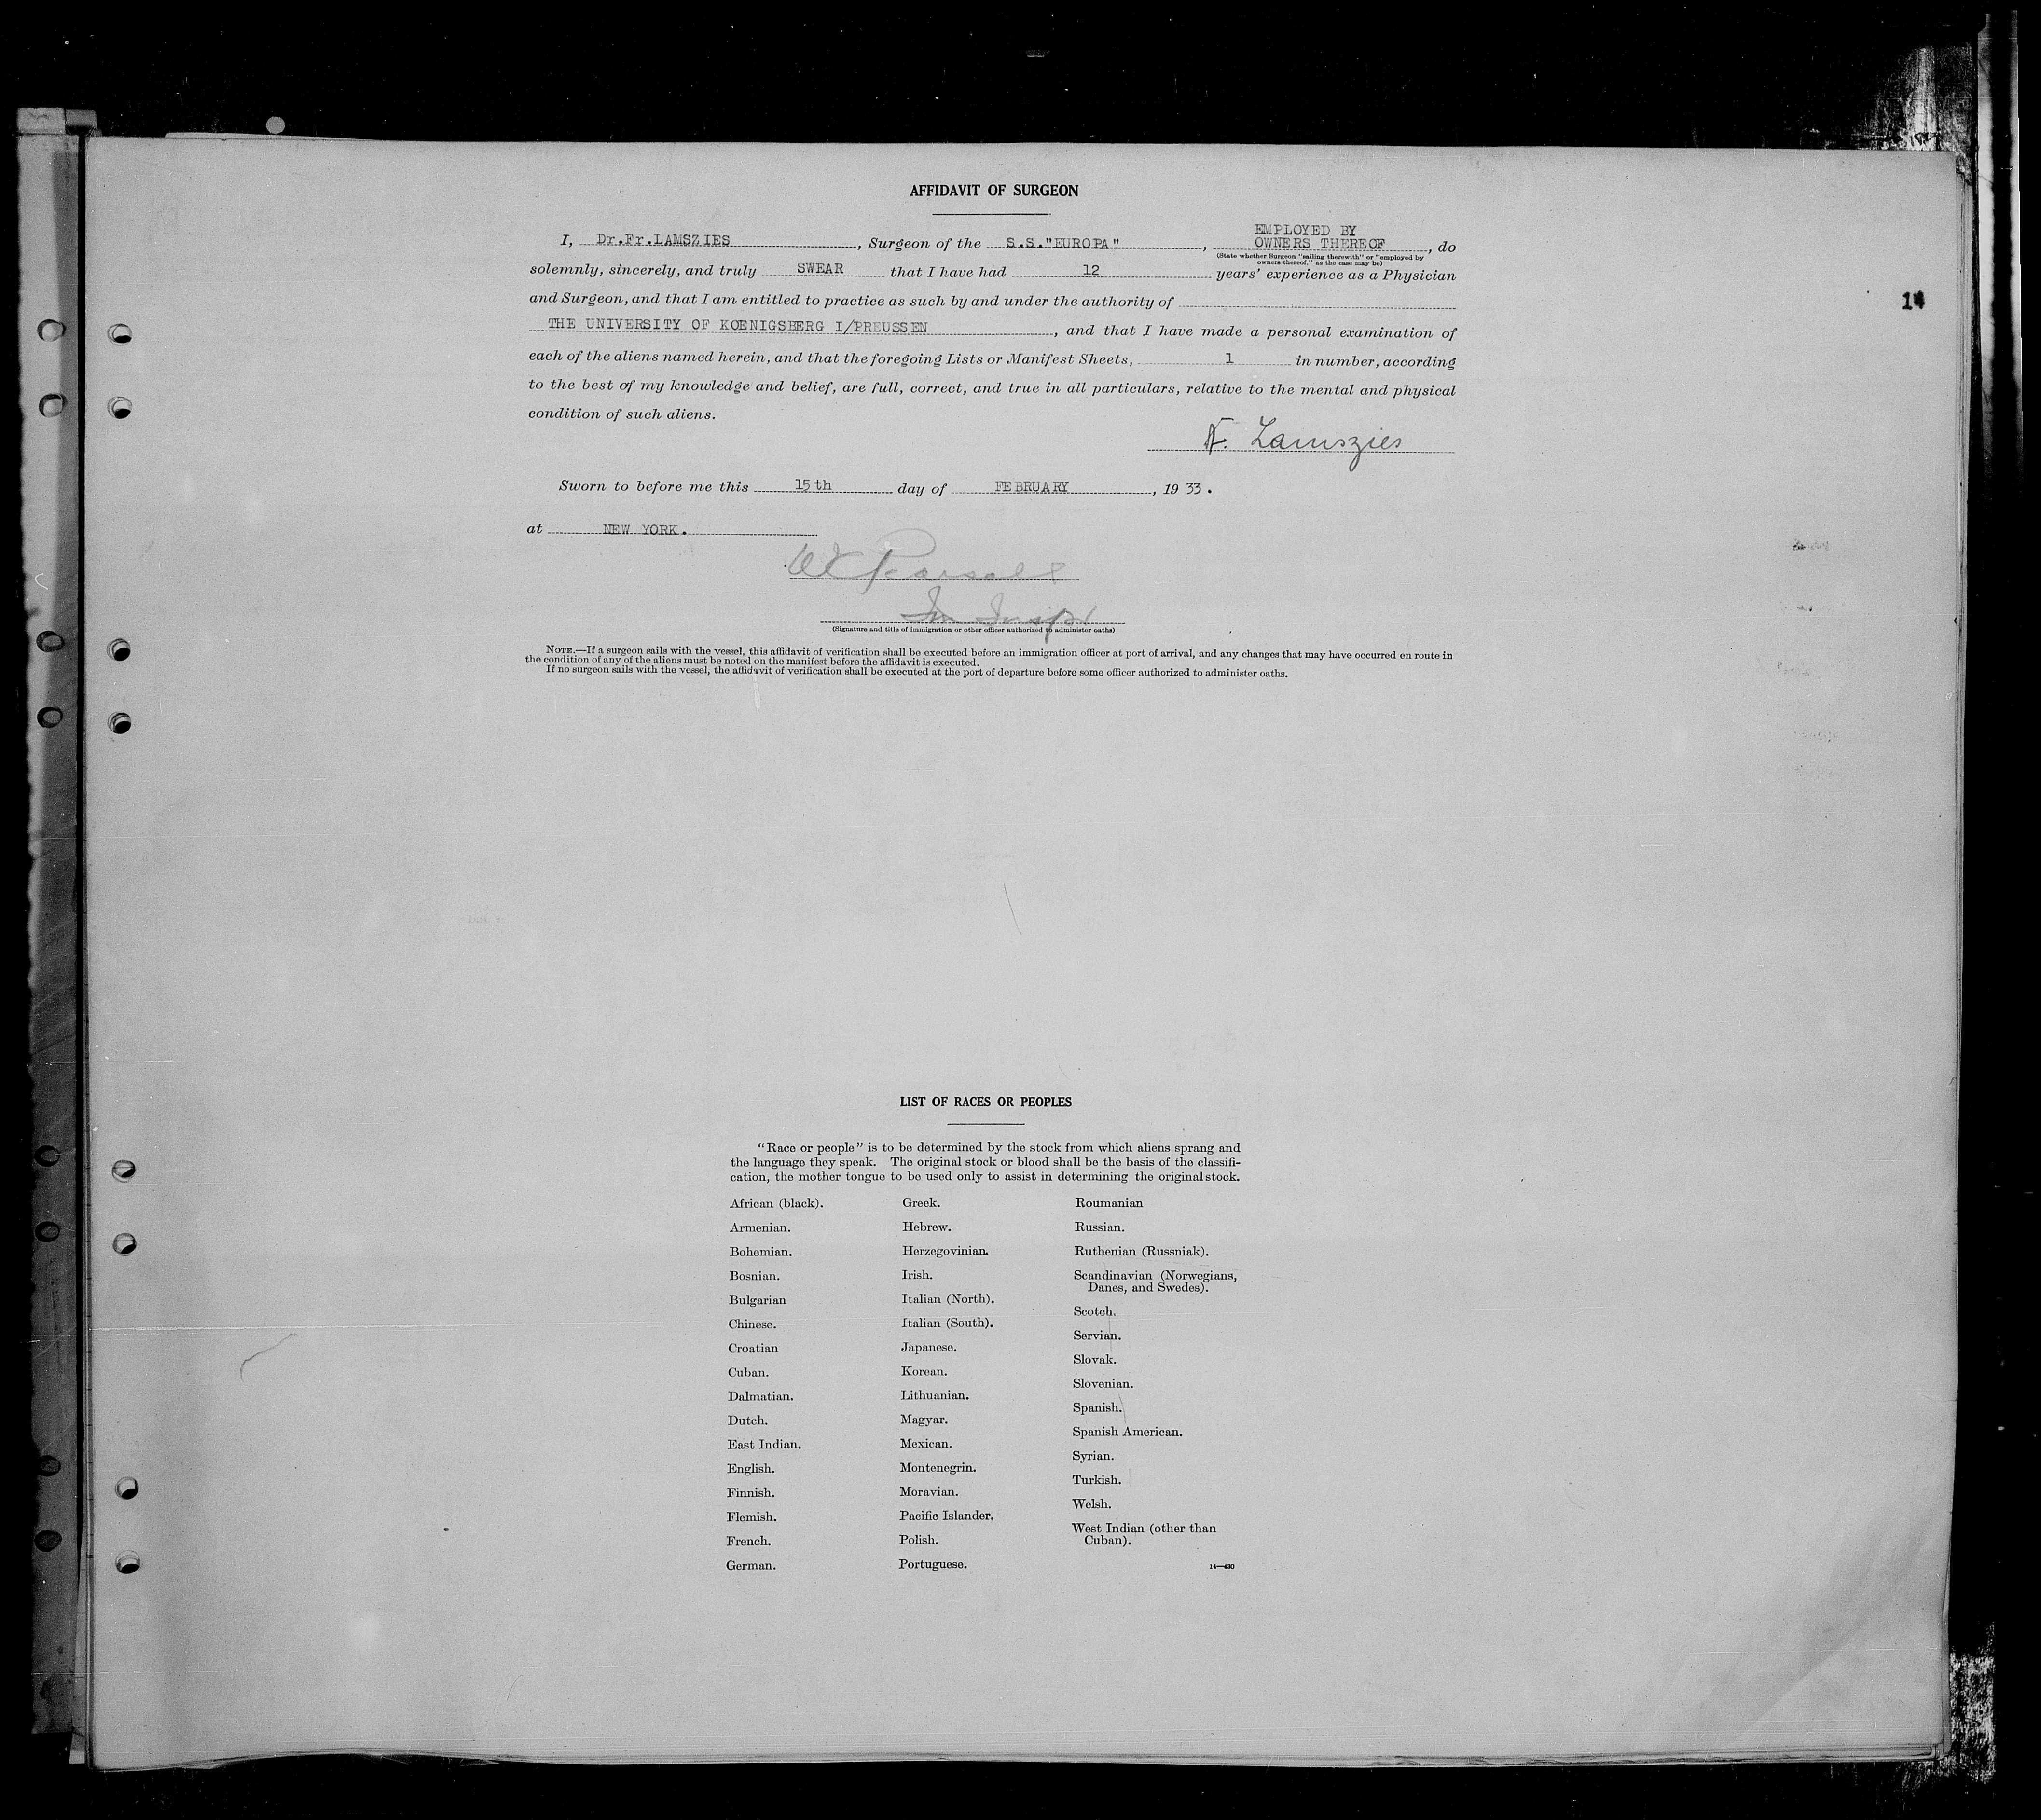 AFFIDAVIT OF SURGEON
EMPLOYED BY
I, Dr.Fr.LAMSZIES, Surgeon of the S.S."EUROPA", OWNERS THEREOF, do
(State whether Surgeon "sailing therewith" or "employed by
owners thereof," as the case may be)
solemnly, sincerely, and truly SWEAR that I have had 12 years' experience as a Physician
and Surgeon, and that I am entitled to practice as such by and under the authority of
14
THE UNIVERSITY OF KOENIGSBERG I/PREUSSEN, and that I have made a personal examination of
each of the aliens named herein, and that the foregoing Lists or Manifest Sheets, 1 in number, according
to the best of my knowledge and belief, are full, correct, and true in all particulars, relative to the mental and physical
condition of such aliens.
F. Lamszies
Sworn to before me this 15th day of FEBRUARY, 1933.
at NEW YORK.
Pearsall
Im Inspr
(Signature and title of immigration or other officer authorized to administer oaths)
NOTE.—If a surgeon sails with the vessel, this affidavit of verification shall be executed before an immigration officer at port of arrival, and any changes that may have occurred en route in
the condition of any of the aliens must be noted on the manifest before the affidavit is executed.
If no surgeon sails with the vessel, the affidavit of verification shall be executed at the port of departure before some officer authorized to administer oaths.
LIST OF RACES OR PEOPLES
"Race or people" is to be determined by the stock from which aliens sprang and
the language they speak. The original stock or blood shall be the basis of the classifi-
cation, the mother tongue to be used only to assist in determining the original stock.
African (black).
Armenian.
Bohemian.
Bosnian.
Bulgarian
Chinese.
Croatian
Cuban.
Dalmatian.
Dutch.
East Indian.
English.
Finnish.
Flemish.
French.
German.
Greek.
Hebrew.
Herzegovinian.
Irish.
Italian (North).
Italian (South).
Japanese.
Korean.
Lithuanian.
Magyar.
Mexican.
Montenegrin.
Moravian.
Pacific Islander.
Polish.
Portuguese.
Roumanian
Russian.
Ruthenian (Russniak).
Scandinavian (Norwegians,
Danes, and Swedes).
Scotch.
Servian.
Slovak.
Slovenian.
Spanish.
Spanish American.
Syrian.
Turkish.
Welsh.
West Indian (other than
Cuban).
14—430